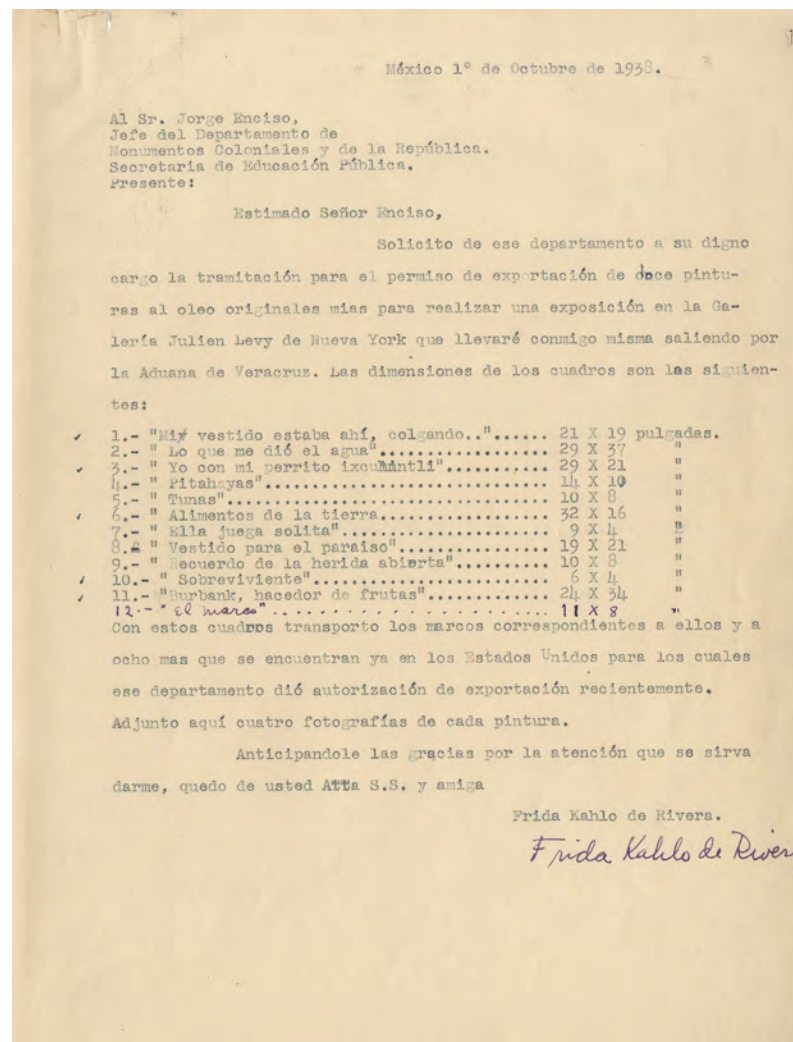 México 1º de Octubre de 1938.
Al Sr. Jorge Enciso,
Jefe del Departamento de
Monumentos Coloniales y de la República.
Secretaria de Educación Pública.
Presente:
Estimado Señor Enciso,
Solicito de ese departamento a su digno
cargo la tramitación para el permiso de exportación de doce pintu-
ras al oleo originales mias para realizar una exposición en la Ga-
lería Julien Levy de Nueva York que llevaré conmigo misma saliendo por
la Aduana de Veracruz. Las dimensiones de los cuadros son las siguien-
tes:
✓ 1.- "Mi vestido estaba ahí, colgando.."...... 21 X 19 pulgadas.
2.- " Lo que me dió el agua".................. 29 X 37 "
✓ 3.- " Yo con mi perrito ixcuintli"........... 29 X 21 "
4.- " Pitahayas"............................. 14 X 10 "
5.- " Tunas"................................. 10 X 8 "
✓ 6.- " Alimentos de la tierra................... 32 X 16 "
7.- " Ella juega solita"..................... 9 X 4 "
8.- " Vestido para el paraiso"............... 19 X 21 "
9.- " Recuerdo de la herida abierta"......... 10 X 8 "
✓ 10.- " Sobreviviente"........................ 6 X 4 "
✓ 11.- "Burbank, hacedor de frutas"............. 24 X 34 "
12.- "El marco"........................ 11 X 8 "
Con estos cuadros transporto los marcos correspondientes a ellos y a
ocho mas que se encuentran ya en los Estados Unidos para los cuales
ese departamento dió autorización de exportación recientemente.
Adjunto aquí cuatro fotografías de cada pintura.
Anticipandole las gracias por la atención que se sirva
darme, quedo de usted Atta S.S. y amiga
Frida Kahlo de Rivera.
Frida Kahlo de River